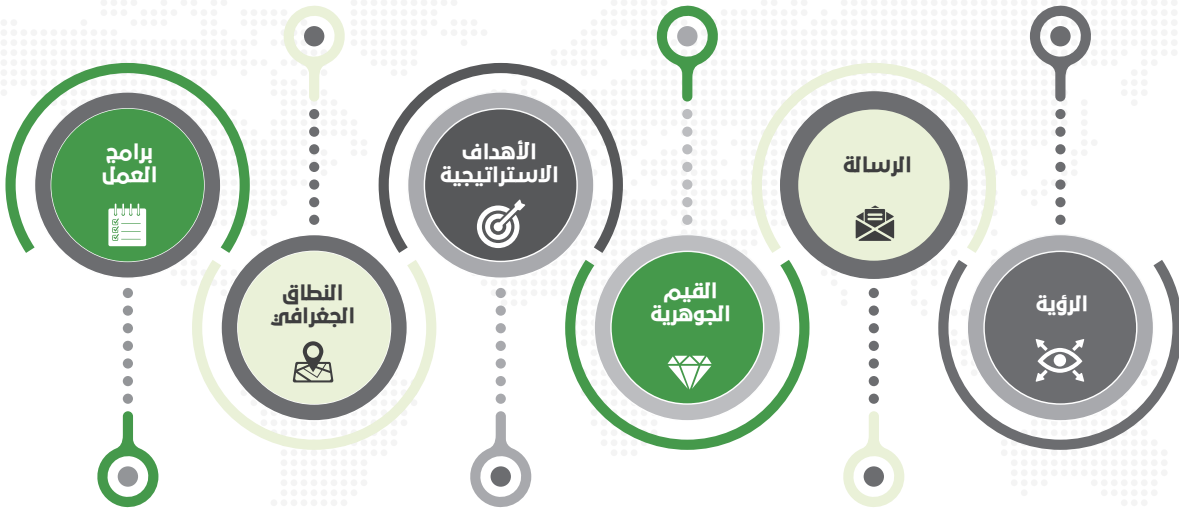 الرؤية
الرسالة
القيم
الجوهرية
الأهداف
الاستراتيجية
النطاق
الجغرافي
برامج
العمل